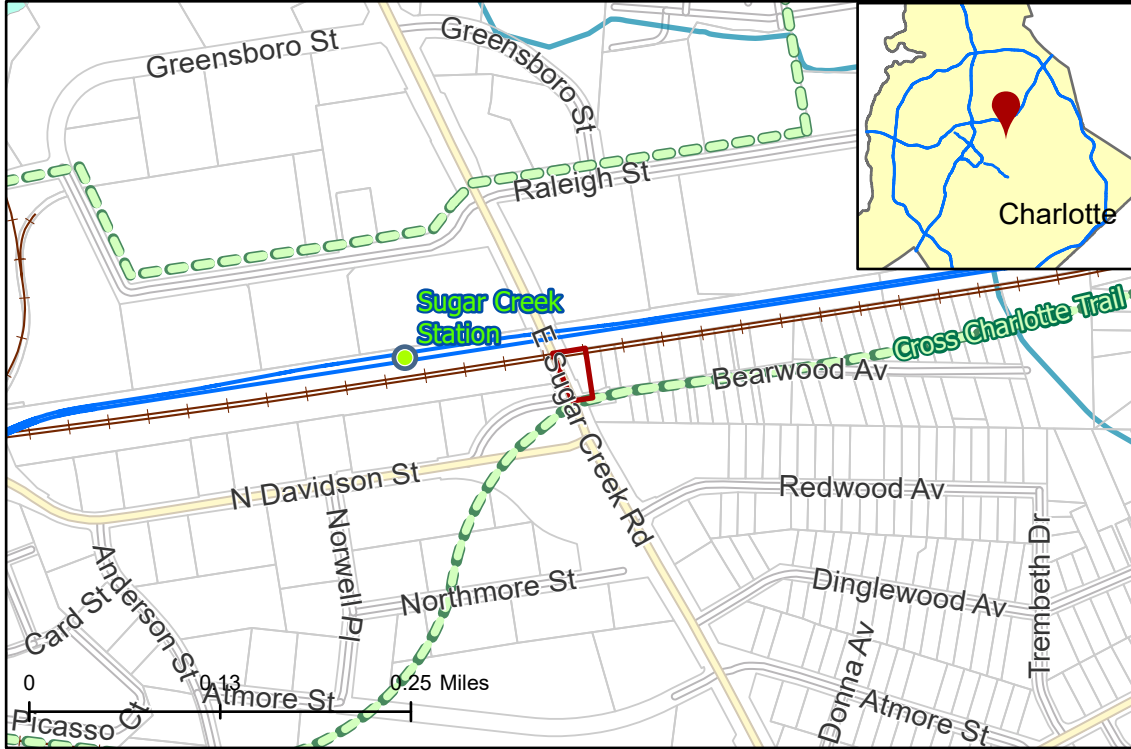 Greensboro St
Greensboro St
Raleigh St
Charlotte
Sugar Creek
Station
Cross Charlotte Trail
E Sugar Creek Rd
Bearwood Av
N Davidson St
Redwood Av
Norwell Pl
Anderson St
Card St
Northmore St
Dinglewood Av
Trembeth Dr
Donna Av
0
0.13
0.25 Miles
Atmore St
Atmore St
Picasso Ct